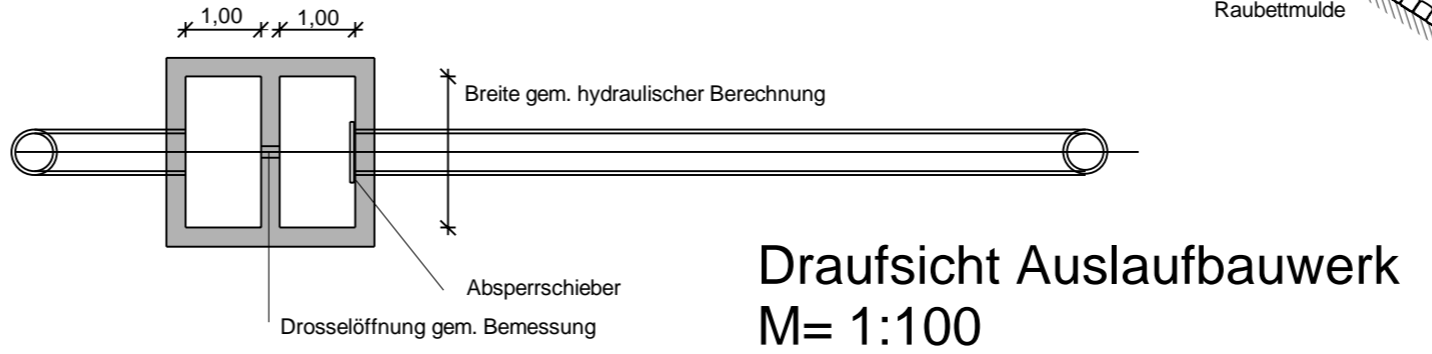 1,00 1,00
Raubettmulde
Breite gem. hydraulischer Berechnung
Absperrschieber
Drosselöffnung gem. Bemessung
Draufsicht Auslaufbauwerk
M= 1:100